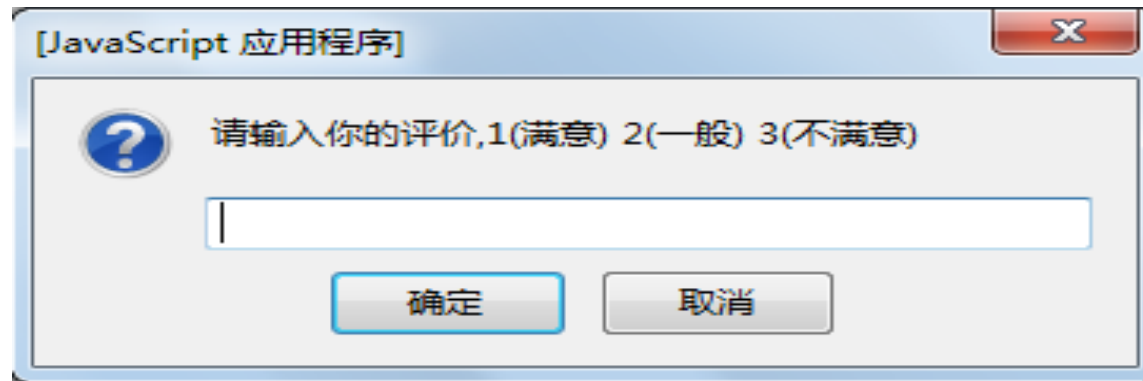 [JavaScript 应用程序]
请输入你的评价,1(满意) 2(一般) 3(不满意)
确定 取消